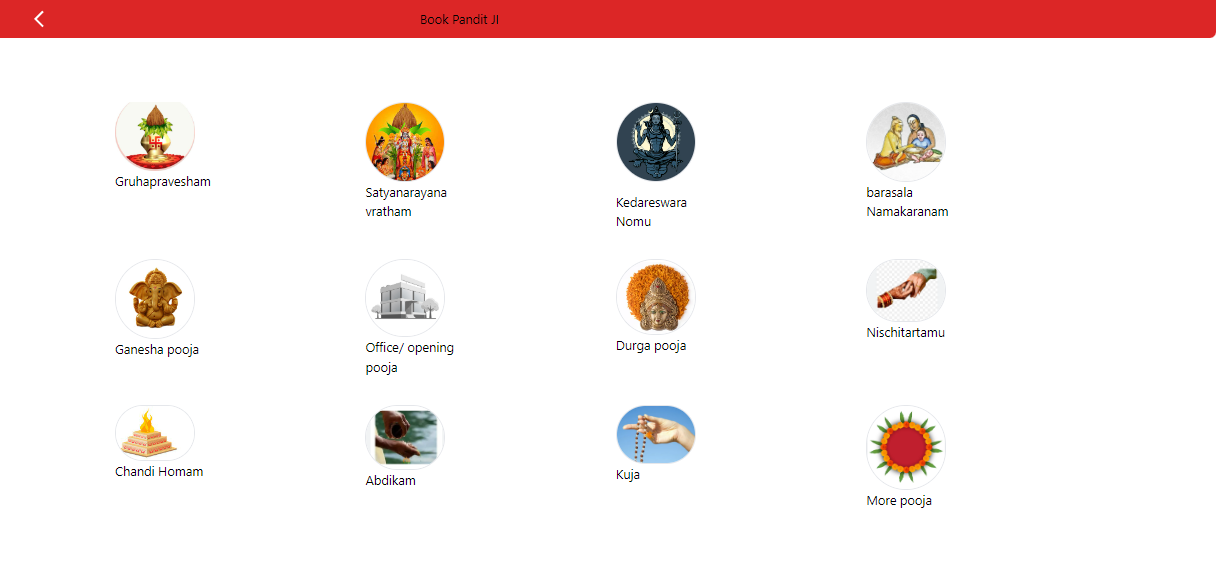 Book Pandit JI
Gruhapravesham
Satyanarayana
vratham
Kedareswara
Nomu
barasala
Namakaranam
Ganesha pooja
Office/ opening
pooja
Durga pooja
Nischitartamu
Chandi Homam
Abdikam
Kuja
More pooja